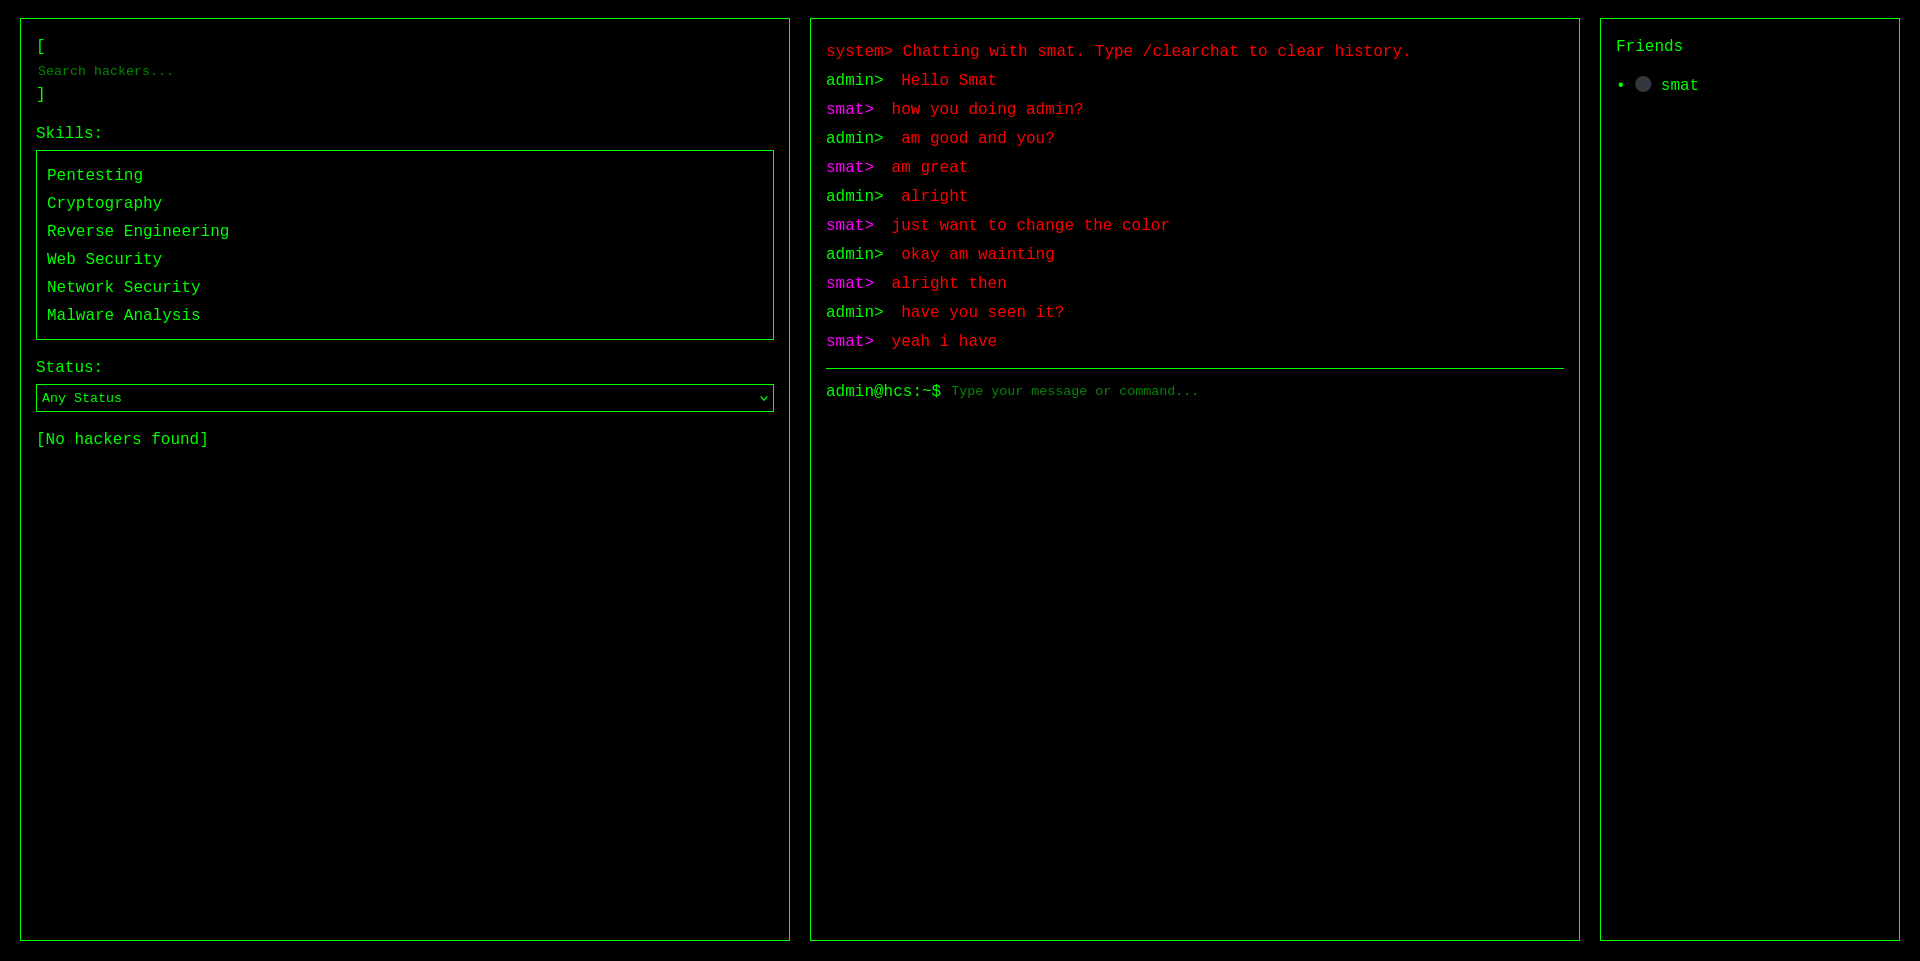 [
Search hackers...
]
Skills:
Pentesting
Cryptography
Reverse Engineering
Web Security
Network Security
Malware Analysis
Status:
Any Status
[No hackers found]
system> Chatting with smat. Type /clearchat to clear history.
admin> Hello Smat
smat> how you doing admin?
admin> am good and you?
smat> am great
admin> alright
smat> just want to change the color
admin> okay am wainting
smat> alright then
admin> have you seen it?
smat> yeah i have
admin@hcs:~$ Type your message or command...
Friends
• smat